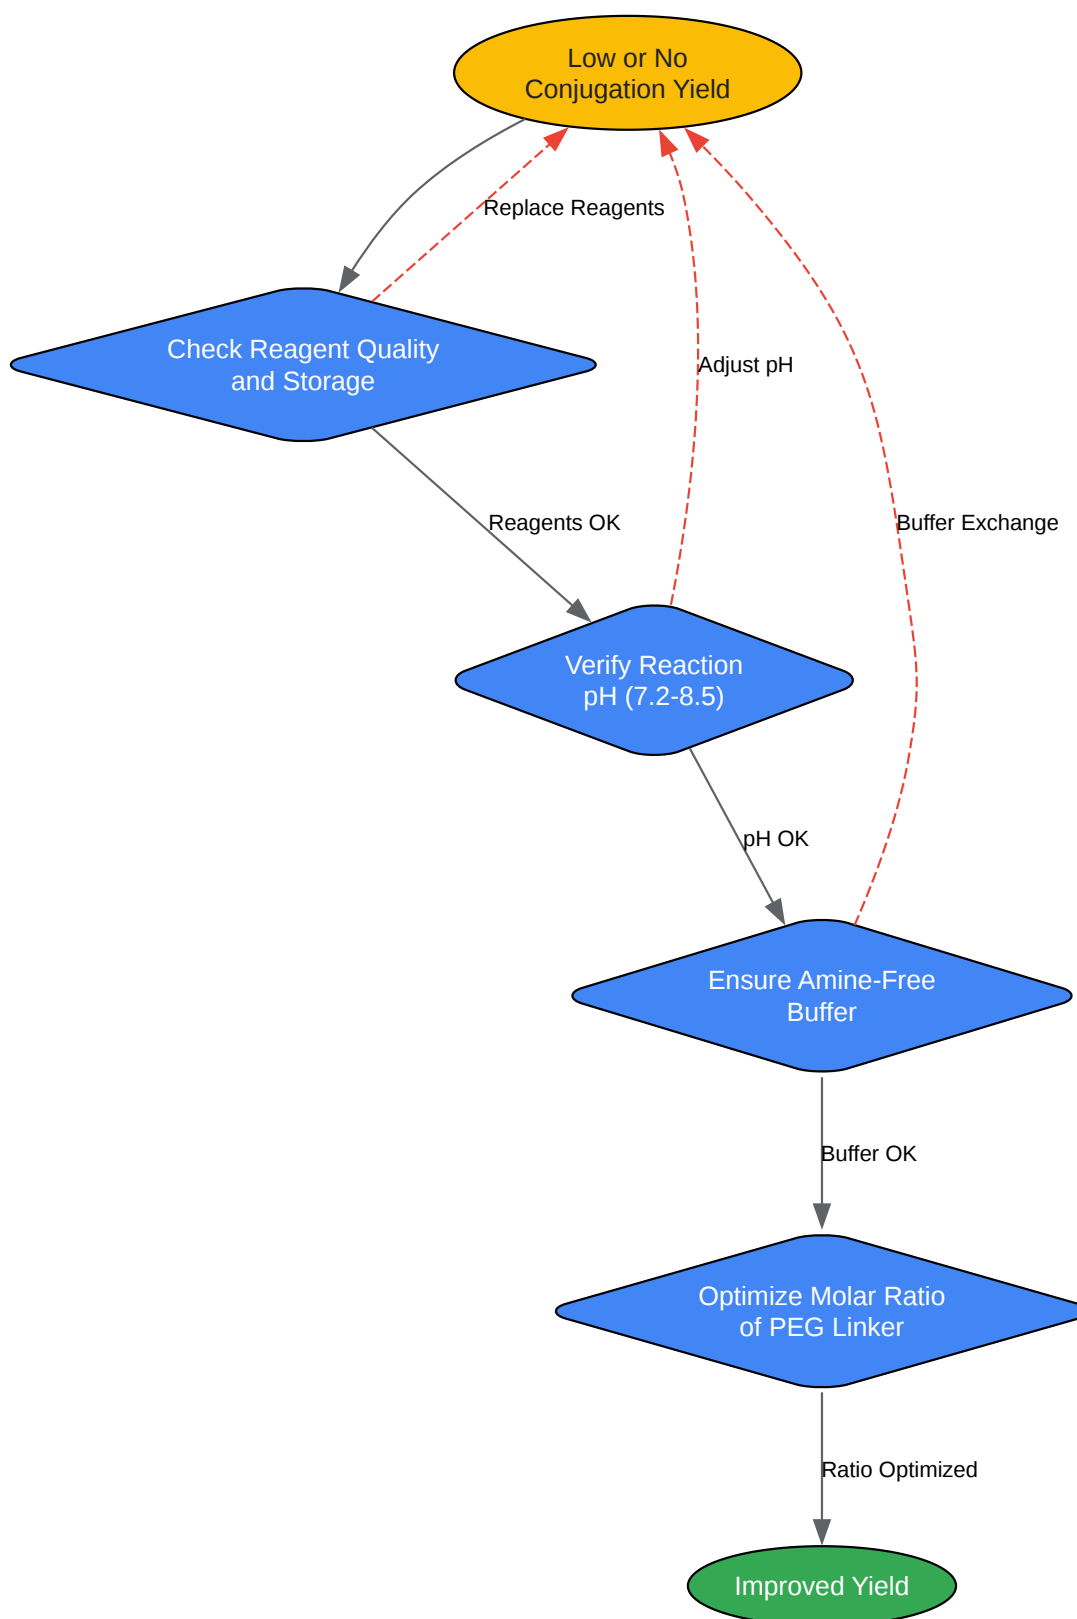 Low or No
Conjugation Yield
Replace Reagents
Check Reagent Quality
and Storage
Adjust pH
Reagents OK
Buffer Exchange
Verify Reaction
pH (7.2-8.5)
pH OK
Ensure Amine-Free
Buffer
Buffer OK
Optimize Molar Ratio
of PEG Linker
Ratio Optimized
Improved Yield